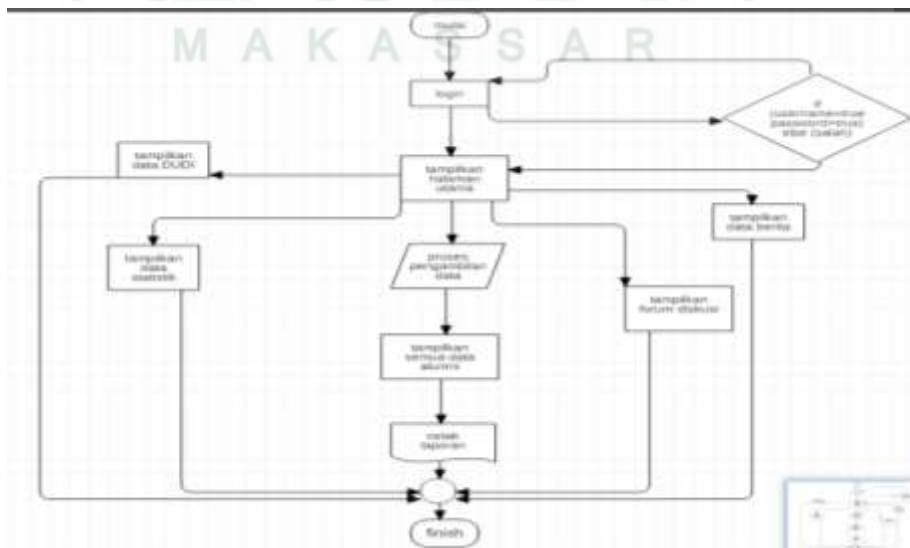 MAKASSAR
mulai
login
if
(username=true
password=true)
else (salah)
tampilkan
data DUDI
tampilkan
halaman
utama
tampilkan
data berita
tampilkan
data
statistik
proses
pengambilan
data
tampilkan
forum diskusi
tampilkan
semua data
alumni
cetak
laporan
finish